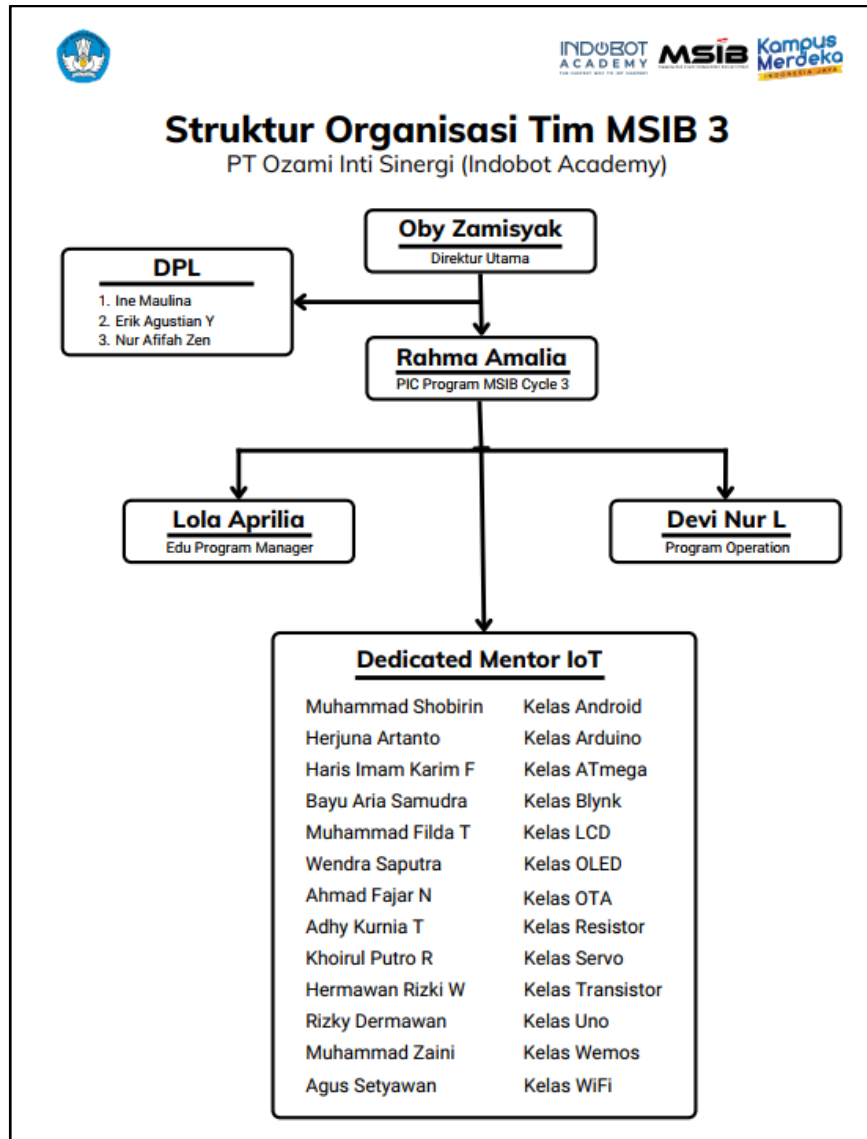 INDOBOT
ACADEMY
MSIB
Kampus
Merdeka
INDONESIA JAYA
Struktur Organisasi Tim MSIB 3
PT Ozami Inti Sinergi (Indobot Academy)
Oby Zamisyak
Direktur Utama
DPL
1. Ine Maulina
2. Erik Agustian Y
3. Nur Afifah Zen
Rahma Amalia
PIC Program MSIB Cycle 3
Lola Aprilia
Edu Program Manager
Devi Nur L
Program Operation
Dedicated Mentor IoT
Muhammad Shobirin Kelas Android
Herjuna Artanto Kelas Arduino
Haris Imam Karim F Kelas ATmega
Bayu Aria Samudra Kelas Blynk
Muhammad Filda T Kelas LCD
Wendra Saputra Kelas OLED
Ahmad Fajar N Kelas OTA
Adhy Kurnia T Kelas Resistor
Khoirul Putro R Kelas Servo
Hermawan Rizki W Kelas Transistor
Rizky Dermawan Kelas Uno
Muhammad Zaini Kelas Wemos
Agus Setyawan Kelas WiFi